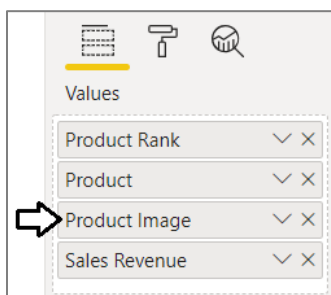 Values
Product Rank
Product
Product Image
Sales Revenue